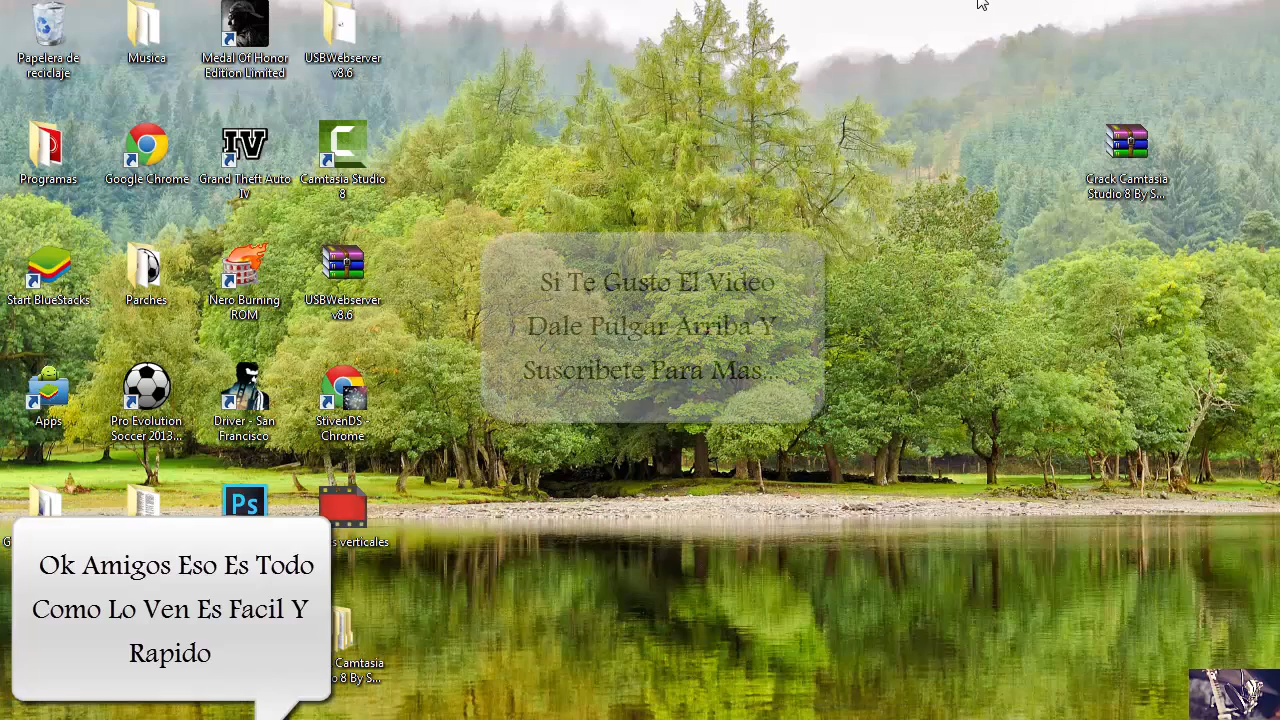 Papelera de
reciclaje
Musica
Medal Of Honor
Edition Limited
USBWebserver
v8.6
Programas
Google Chrome
Grand Theft Auto
IV
Camtasia Studio
8
Crack Camtasia
Studio 8 By S...
Start BlueStacks
Parches
Nero Burning
ROM
USBWebserver
v8.6
Si Te Gusto El Video
Dale Pulgar Arriba Y
Suscribete Para Mas...
Apps
Pro Evolution
Soccer 2013...
Driver - San
Francisco
StivenDS -
Chrome
Ps
verticales
Ok Amigos Eso Es Todo
Como Lo Ven Es Facil Y
Rapido
Camtasia
8 By S...